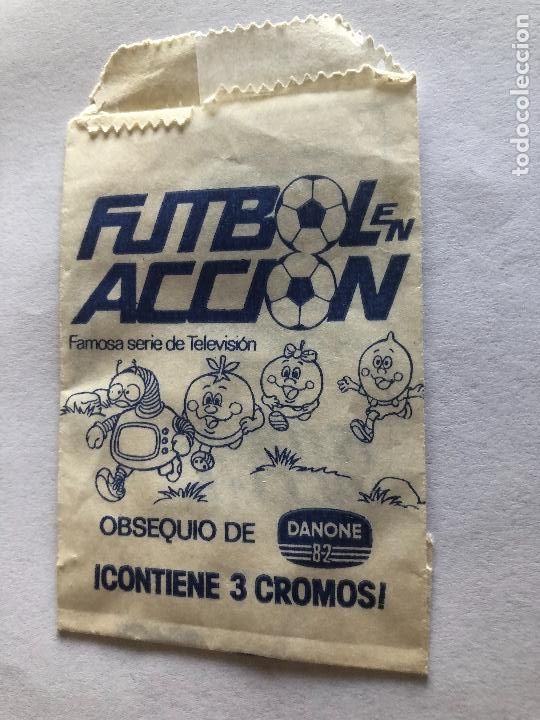 FUTBOL EN
ACCION
Famosa serie de Televisión
OBSEQUIO DE DANONE
82
¡CONTIENE 3 CROMOS!
todocoleccion